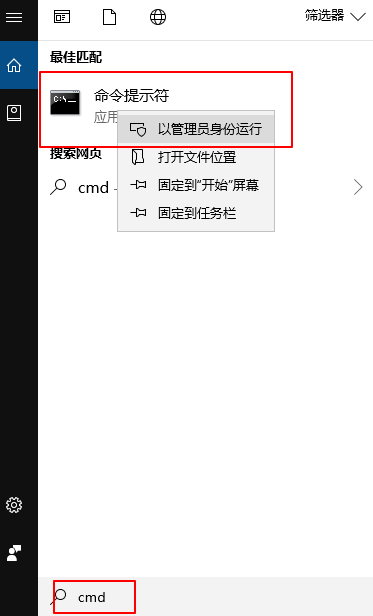 筛选器
最佳匹配
命令提示符
应用
以管理员身份运行
打开文件位置
搜索网页
固定到“开始”屏幕
cmd -
固定到任务栏
cmd